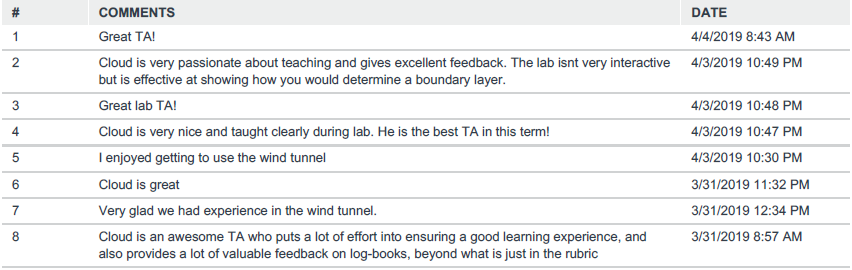 # COMMENTS DATE
1 Great TA! 4/4/2019 8:43 AM
2 Cloud is very passionate about teaching and gives excellent feedback. The lab isnt very interactive 4/3/2019 10:49 PM
but is effective at showing how you would determine a boundary layer.
3 Great lab TA! 4/3/2019 10:48 PM
4 Cloud is very nice and taught clearly during lab. He is the best TA in this term! 4/3/2019 10:47 PM
5 I enjoyed getting to use the wind tunnel 4/3/2019 10:30 PM
6 Cloud is great 3/31/2019 11:32 PM
7 Very glad we had experience in the wind tunnel. 3/31/2019 12:34 PM
8 Cloud is an awesome TA who puts a lot of effort into ensuring a good learning experience, and 3/31/2019 8:57 AM
also provides a lot of valuable feedback on log-books, beyond what is just in the rubric